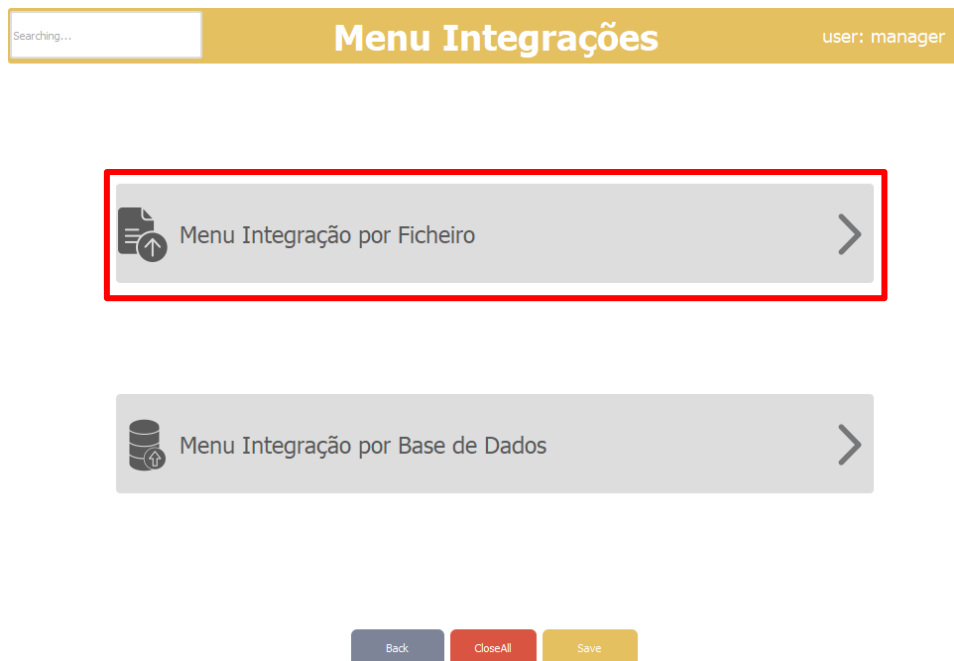 Searching...
Menu Integrações
user: manager
Menu Integração por Ficheiro
Menu Integração por Base de Dados
Back
CloseAll
Save